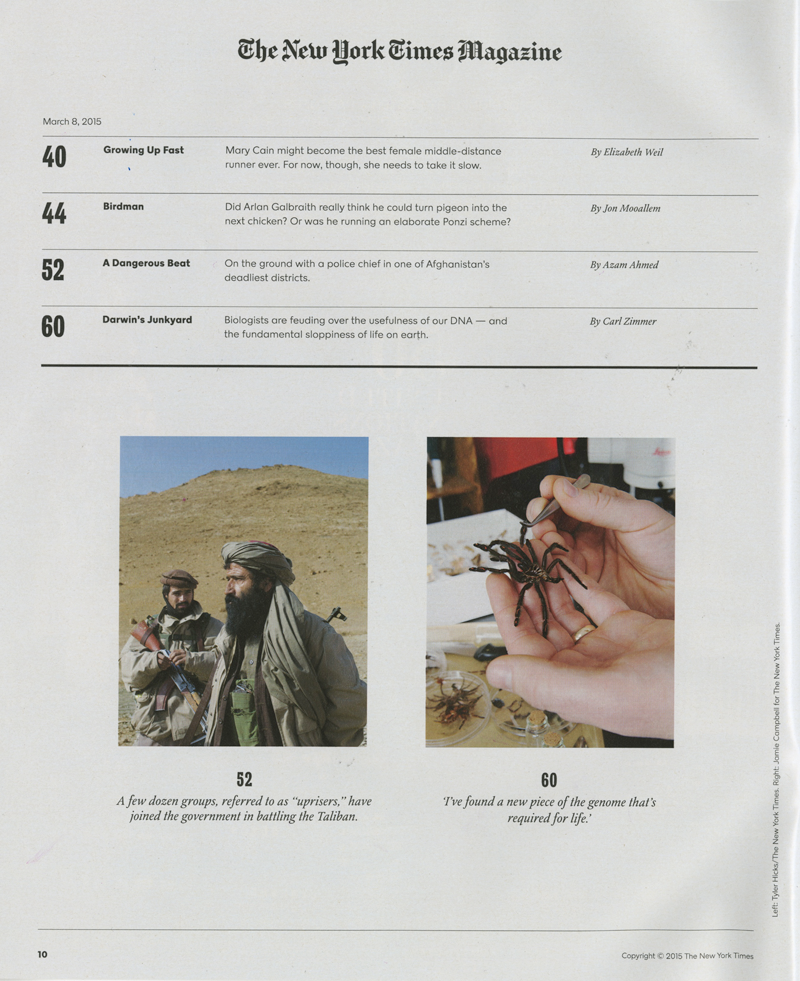 The New York Times Magazine
March 8, 2015
40
Growing Up Fast
Mary Cain might become the best female middle-distance
runner ever. For now, though, she needs to take it slow.
By Elizabeth Weil
44
Birdman
Did Arlan Galbraith really think he could turn pigeon into the
next chicken? Or was he running an elaborate Ponzi scheme?
By Jon Mooallem
52
A Dangerous Beat
On the ground with a police chief in one of Afghanistan's
deadliest districts.
By Azam Ahmed
60
Darwin's Junkyard
Biologists are feuding over the usefulness of our DNA — and
the fundamental sloppiness of life on earth.
By Carl Zimmer
52
A few dozen groups, referred to as “uprisers,” have
joined the government in battling the Taliban.
60
‘I’ve found a new piece of the genome that’s
required for life.’
Left: Tyler Hicks/The New York Times. Right: Jamie Campbell for The New York Times.
10
Copyright © 2015 The New York Times